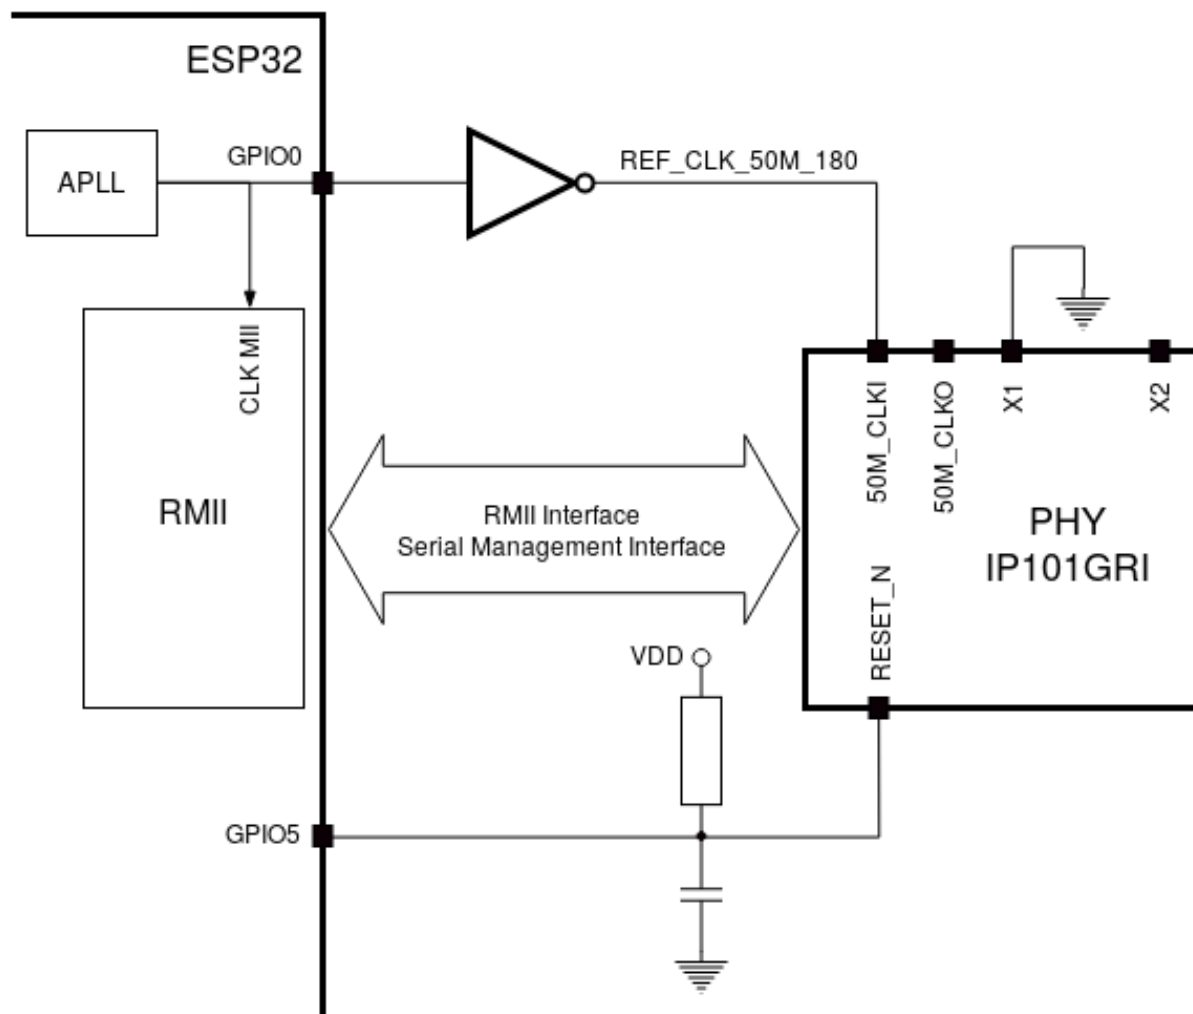 ESP32
GPIO0
APLL
REF_CLK_50M_180
CLK MII
RMII
RMII Interface
Serial Management Interface
50M_CLKI
50M_CLKO
X1
X2
PHY
IP101GRI
RESET_N
VDD
GPIO5